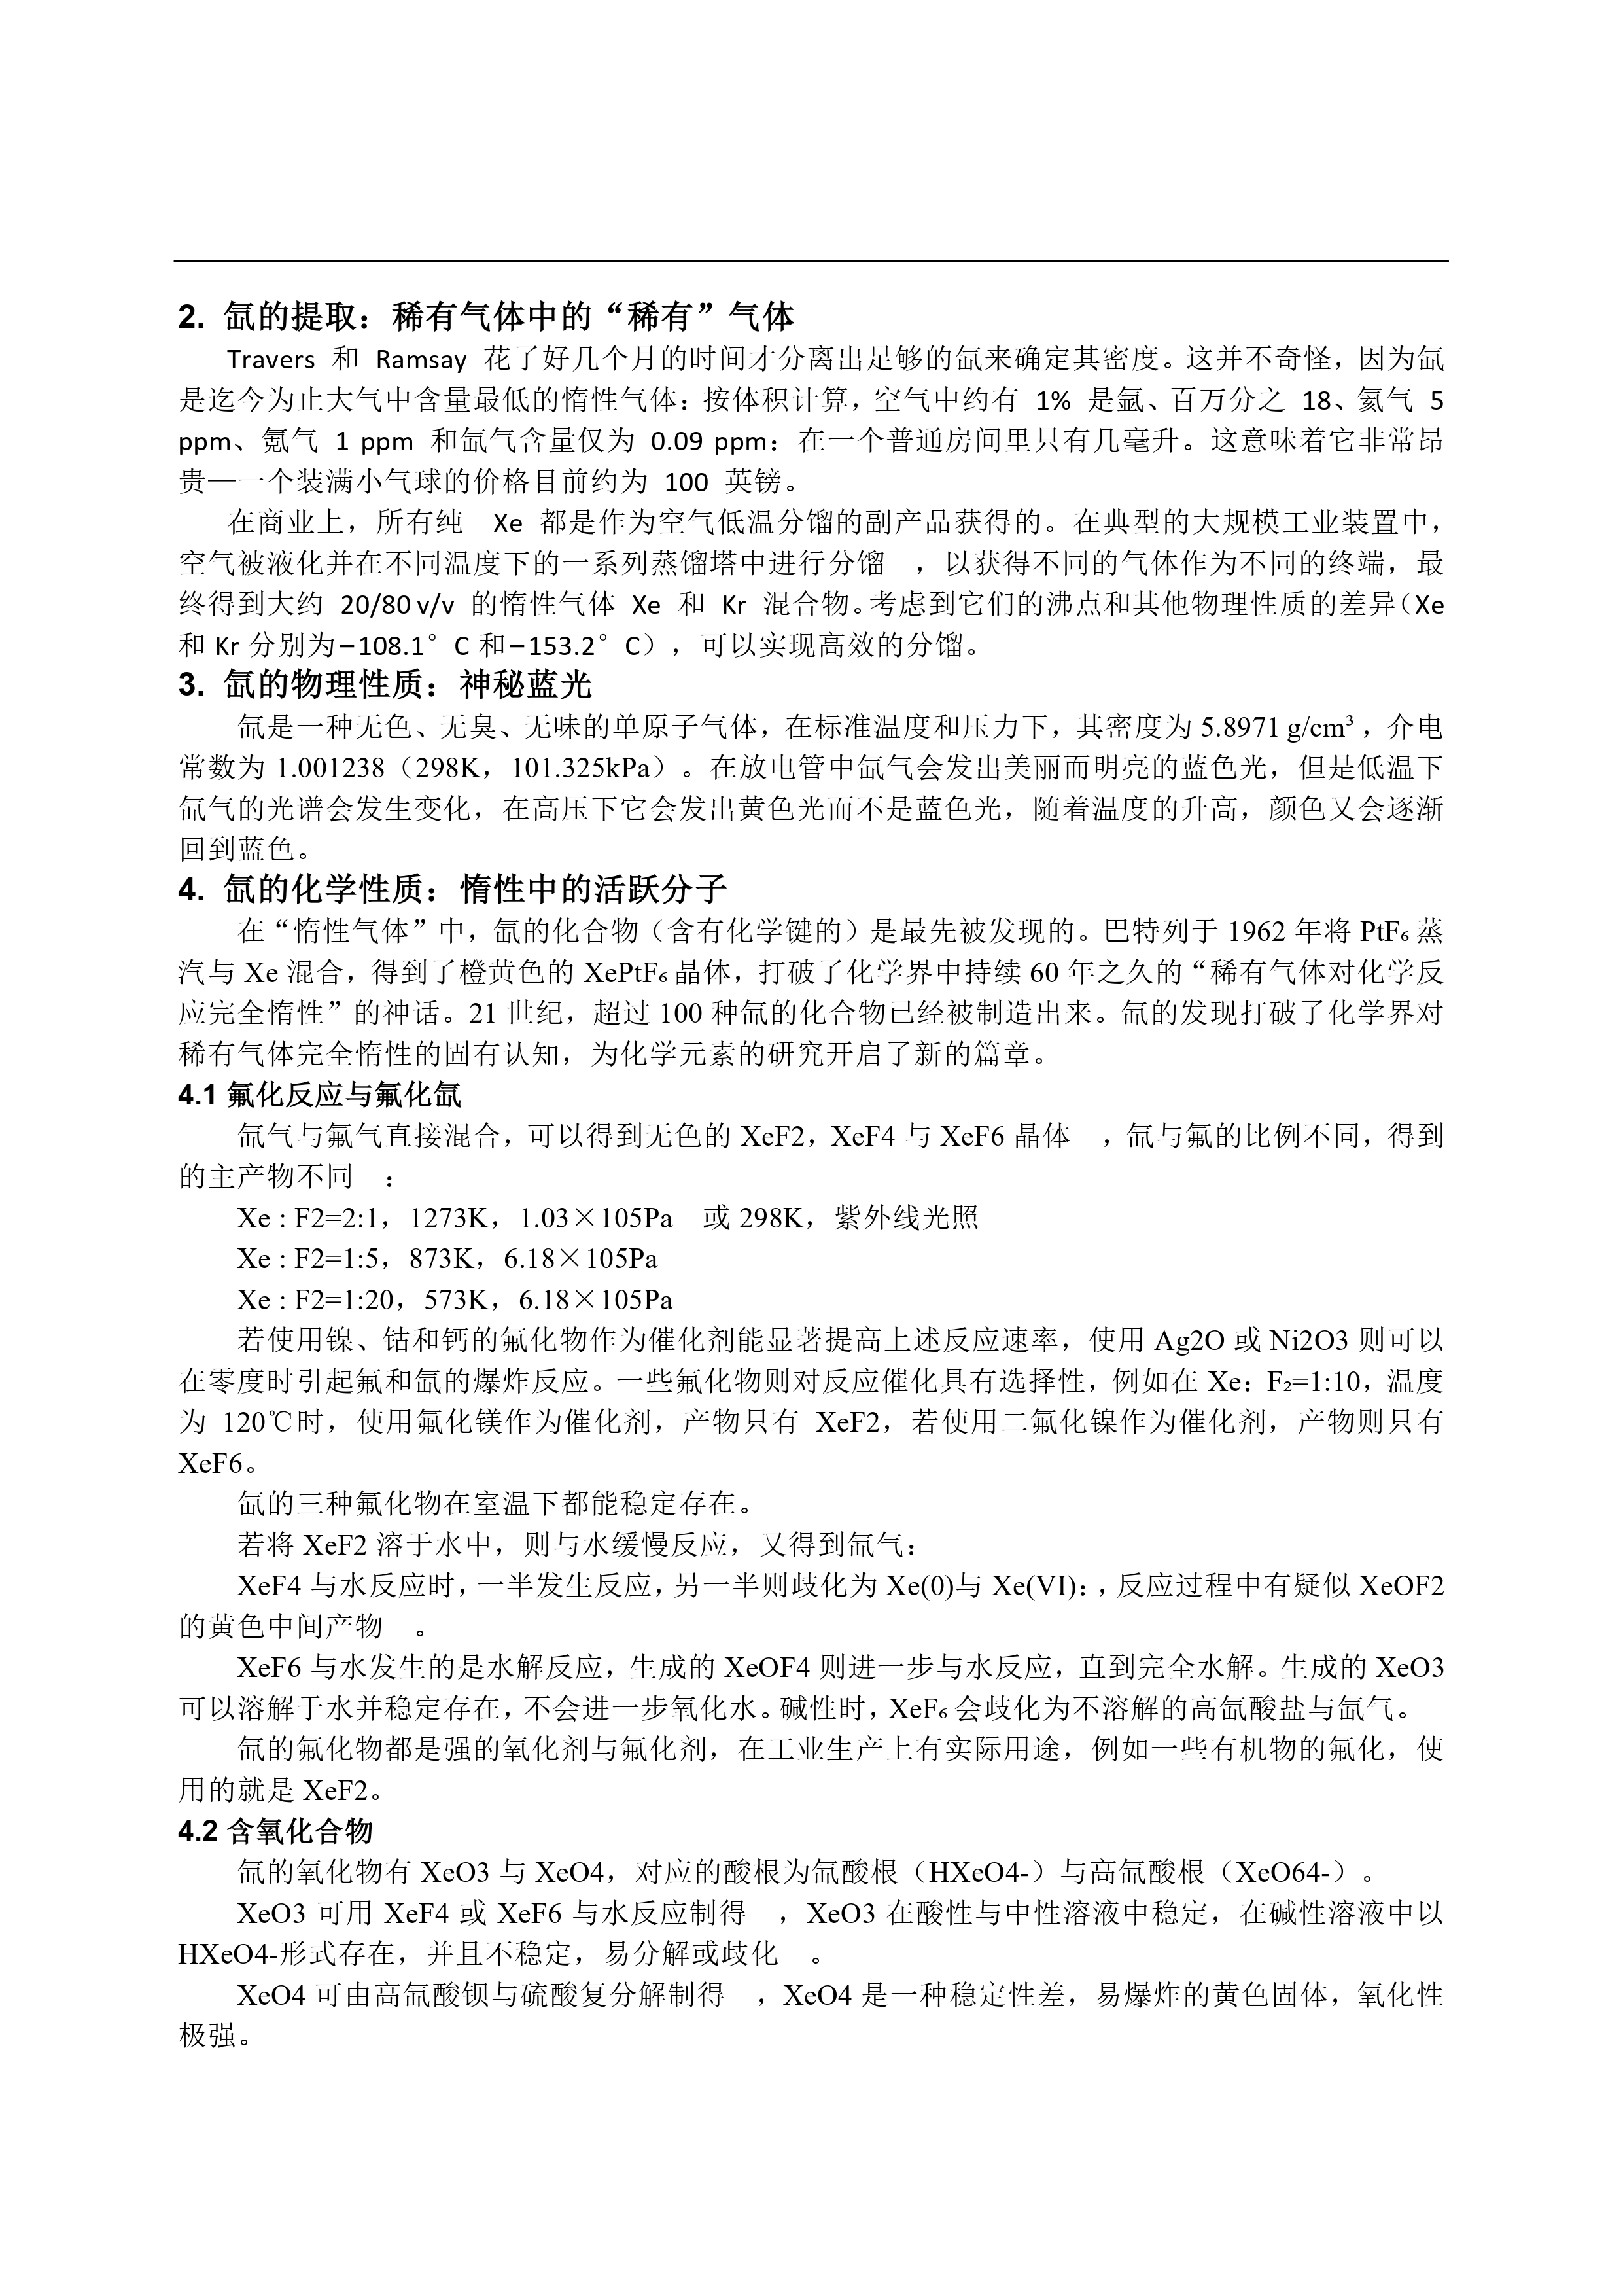 2. 氙的提取：稀有气体中的“稀有”气体
Travers 和 Ramsay 花了好几个月的时间才分离出足够的氙来确定其密度。这并不奇怪，因为氙
是迄今为止大气中含量最低的惰性气体：按体积计算，空气中约有 1% 是氩、百万分之 18、氦气 5
ppm、氪气 1 ppm 和氙气含量仅为 0.09 ppm：在一个普通房间里只有几毫升。这意味着它非常昂
贵—一个装满小气球的价格目前约为 100 英镑。
在商业上，所有纯 Xe 都是作为空气低温分馏的副产品获得的。在典型的大规模工业装置中，
空气被液化并在不同温度下的一系列蒸馏塔中进行分馏 ，以获得不同的气体作为不同的终端，最
终得到大约 20/80 v/v 的惰性气体 Xe 和 Kr 混合物。考虑到它们的沸点和其他物理性质的差异（Xe
和 Kr 分别为−108.1°C 和−153.2°C），可以实现高效的分馏。
3. 氙的物理性质：神秘蓝光
氙是一种无色、无臭、无味的单原子气体，在标准温度和压力下，其密度为 5.8971 g/cm³，介电
常数为 1.001238（298K，101.325kPa）。在放电管中氙气会发出美丽而明亮的蓝色光，但是低温下
氙气的光谱会发生变化，在高压下它会发出黄色光而不是蓝色光，随着温度的升高，颜色又会逐渐
回到蓝色。
4. 氙的化学性质：惰性中的活跃分子
在“惰性气体”中，氙的化合物（含有化学键的）是最先被发现的。巴特列于 1962 年将 PtF₆ 蒸
汽与 Xe 混合，得到了橙黄色的 XePtF₆ 晶体，打破了化学界中持续 60 年之久的“稀有气体对化学反
应完全惰性”的神话。21 世纪，超过 100 种氙的化合物已经被制造出来。氙的发现打破了化学界对
稀有气体完全惰性的固有认知，为化学元素的研究开启了新的篇章。
4.1 氟化反应与氟化氙
氙气与氟气直接混合，可以得到无色的 XeF2，XeF4 与 XeF6 晶体 ，氙与氟的比例不同，得到
的主产物不同 ：
Xe : F2=2:1，1273K，1.03×105Pa 或 298K，紫外线光照
Xe : F2=1:5，873K，6.18×105Pa
Xe : F2=1:20，573K，6.18×105Pa
若使用镍、钴和钙的氟化物作为催化剂能显著提高上述反应速率，使用 Ag2O 或 Ni2O3 则可以
在零度时引起氟和氙的爆炸反应。一些氟化物则对反应催化具有选择性，例如在 Xe：F₂=1:10，温度
为 120℃时，使用氟化镁作为催化剂，产物只有 XeF2，若使用二氟化镍作为催化剂，产物则只有
XeF6。
氙的三种氟化物在室温下都能稳定存在。
若将 XeF2 溶于水中，则与水缓慢反应，又得到氙气：
XeF4 与水反应时，一半发生反应，另一半则歧化为 Xe(0)与 Xe(VI)：，反应过程中有疑似 XeOF2
的黄色中间产物 。
XeF6 与水发生的是水解反应，生成的 XeOF4 则进一步与水反应，直到完全水解。生成的 XeO3
可以溶解于水并稳定存在，不会进一步氧化水。碱性时，XeF₆ 会歧化为不溶解的高氙酸盐与氙气。
氙的氟化物都是强的氧化剂与氟化剂，在工业生产上有实际用途，例如一些有机物的氟化，使
用的就是 XeF2。
4.2 含氧化合物
氙的氧化物有 XeO3 与 XeO4，对应的酸根为氙酸根（HXeO4-）与高氙酸根（XeO64-）。
XeO3 可用 XeF4 或 XeF6 与水反应制得 ，XeO3 在酸性与中性溶液中稳定，在碱性溶液中以
HXeO4-形式存在，并且不稳定，易分解或歧化 。
XeO4 可由高氙酸钡与硫酸复分解制得 ，XeO4 是一种稳定性差，易爆炸的黄色固体，氧化性
极强。